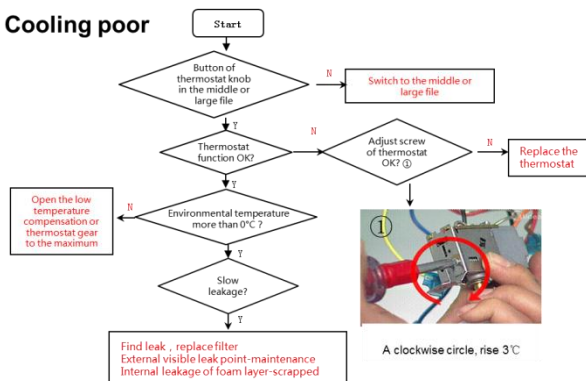 Cooling poor
Start
Button of
thermostat knob
in the middle or
large file
N
Switch to the middle or
large file
Y
Thermostat
function OK?
N
Adjust screw
of thermostat
OK? ①
N
Replace the
thermostat
Y
Open the low
temperature
compensation or
thermostat gear
to the maximum
N
Environmental temperature
more than 0°C ?
①
Y
Slow
leakage?
Y
Find leak , replace filter
External visible leak point-maintenance
Internal leakage of foam layer-scrapped
A clockwise circle, rise 3℃